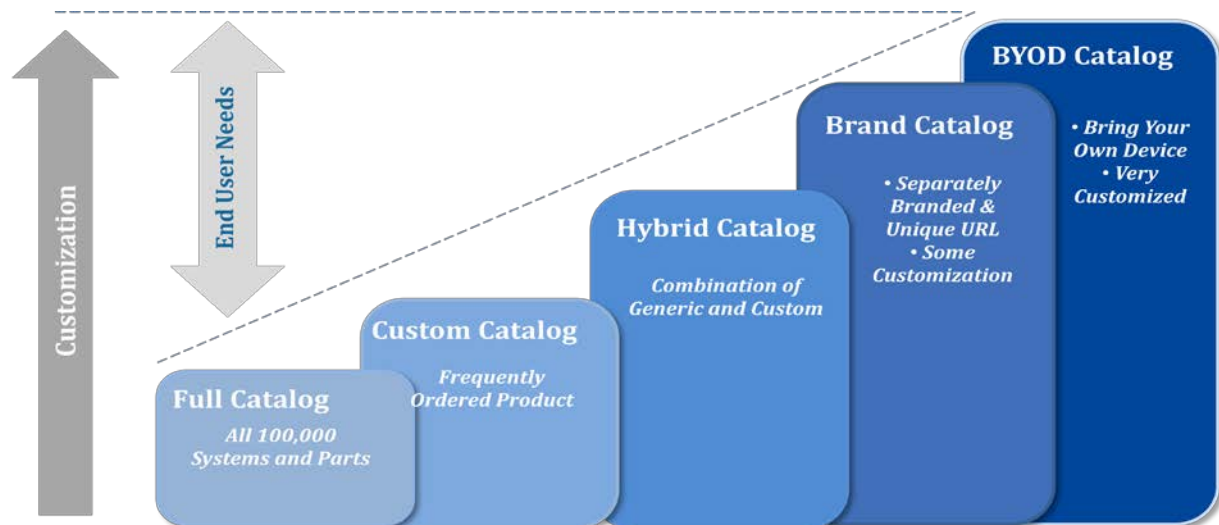 Customization
End User Needs
Full Catalog
All 100,000
Systems and Parts
Custom Catalog
Frequently
Ordered Product
Hybrid Catalog
Combination of
Generic and Custom
Brand Catalog
• Separately
Branded &
Unique URL
• Some
Customization
BYOD Catalog
• Bring Your
Own Device
• Very
Customized